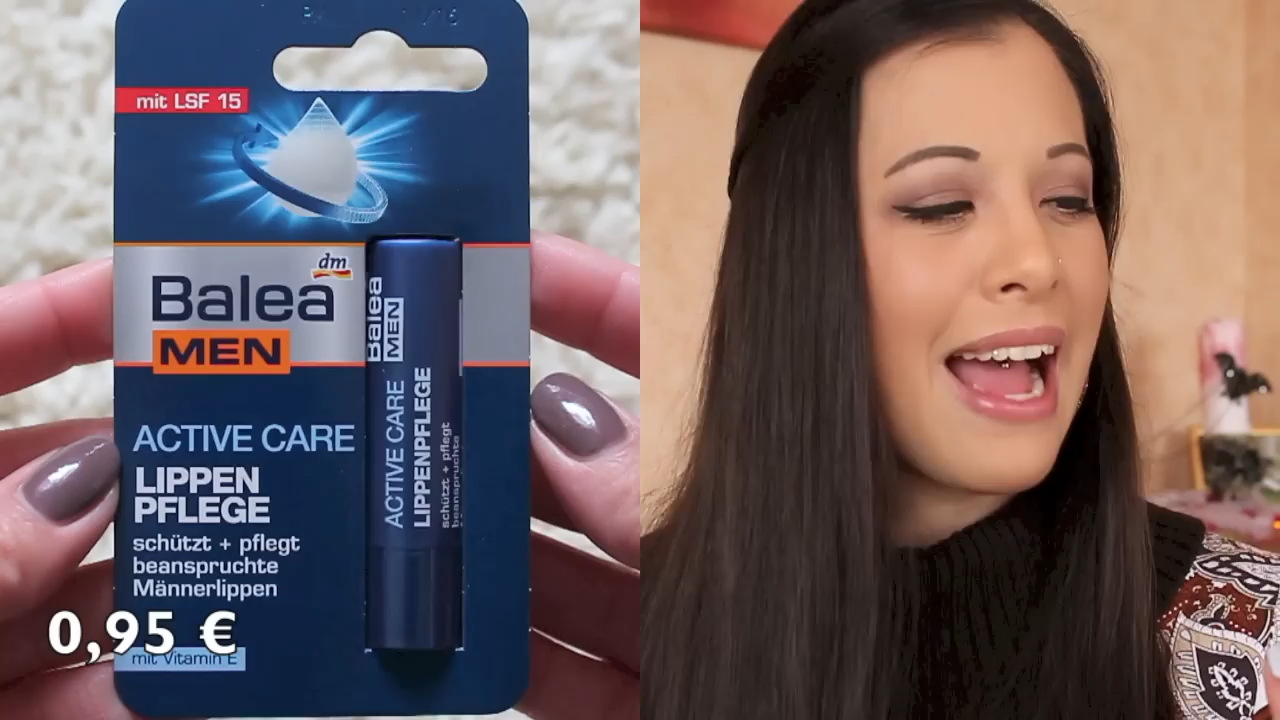 mit LSF 15
dm
Balea
MEN
ACTIVE CARE
LIPPEN
PFLEGE
schützt + pflegt
beanspruchte
Männerlippen
mit Vitamin E
0,95 €
Balea
MEN
ACTIVE CARE
LIPPENPFLEGE
schützt + pflegt
beanspruchte